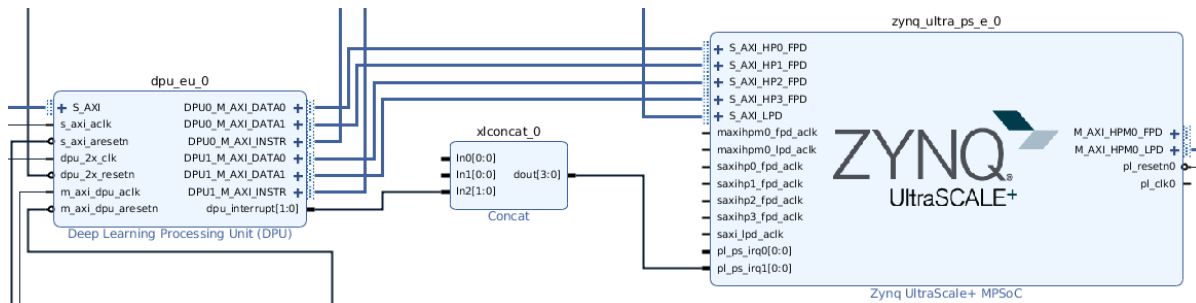 zynq_ultra_ps_e_0
S_AXI_HP0_FPD
S_AXI_HP1_FPD
S_AXI_HP2_FPD
S_AXI_HP3_FPD
S_AXI_LPD
maxihpm0_fpd_aclk
maxihpm0_lpd_aclk
saxihp0_fpd_aclk
saxihp1_fpd_aclk
saxihp2_fpd_aclk
saxihp3_fpd_aclk
saxi_lpd_aclk
pl_ps_irq0[0:0]
pl_ps_irq1[0:0]
ZYNQ
UltraSCALE+
M_AXI_HPM0_FPD
M_AXI_HPM0_LPD
pl_resetn0
pl_clk0
Zynq UltraScale+ MPSoC
dpu_eu_0
S_AXI
s_axi_aclk
s_axi_aresetn
dpu_2x_clk
dpu_2x_resetn
m_axi_dpu_aclk
m_axi_dpu_aresetn
DPU0_M_AXI_DATA0
DPU0_M_AXI_DATA1
DPU0_M_AXI_INSTR
DPU1_M_AXI_DATA0
DPU1_M_AXI_DATA1
DPU1_M_AXI_INSTR
dpu_interrupt[1:0]
Deep Learning Processing Unit (DPU)
xlconcat_0
In0[0:0]
In1[0:0]
In2[1:0]
dout[3:0]
Concat